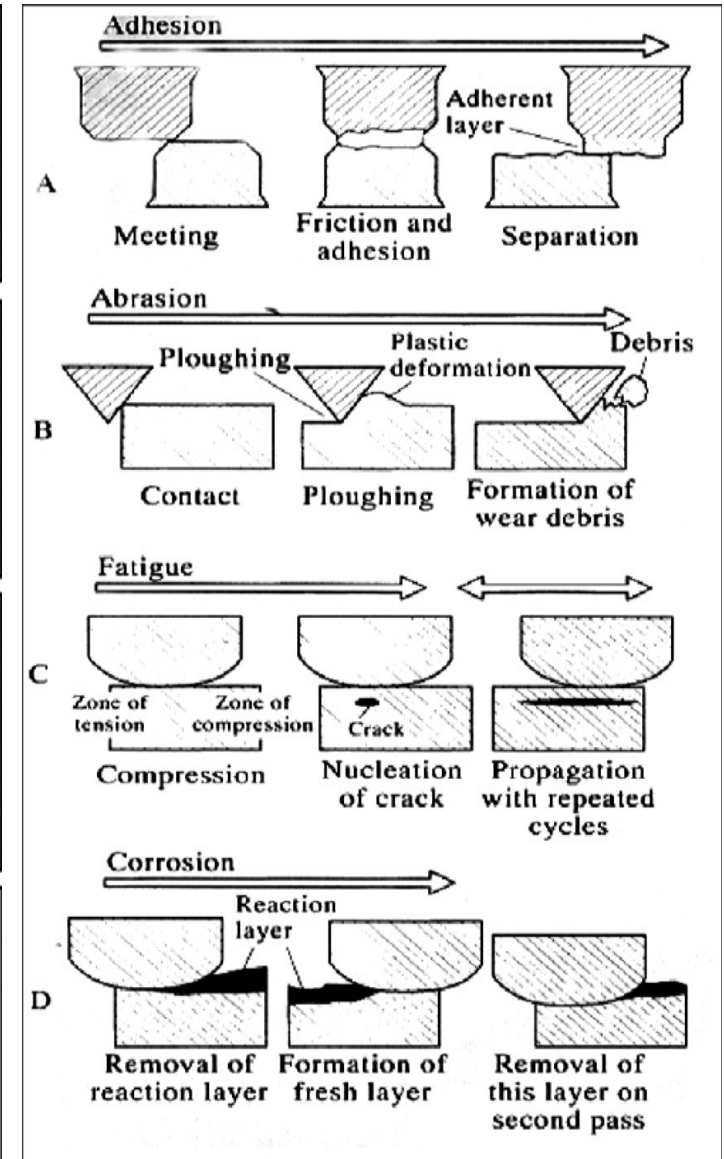 Adhesion
Adherent
layer
A
Meeting
Friction and
adhesion
Separation
Abrasion
Ploughing
Plastic
deformation
Debris
B
Contact
Ploughing
Formation of
wear debris
Fatigue
C
Zone of
tension
Zone of
compression
Crack
Compression
Nucleation
of crack
Propagation
with repeated
cycles
Corrosion
Reaction
layer
D
Removal of
reaction layer
Formation of
fresh layer
Removal of
this layer on
second pass